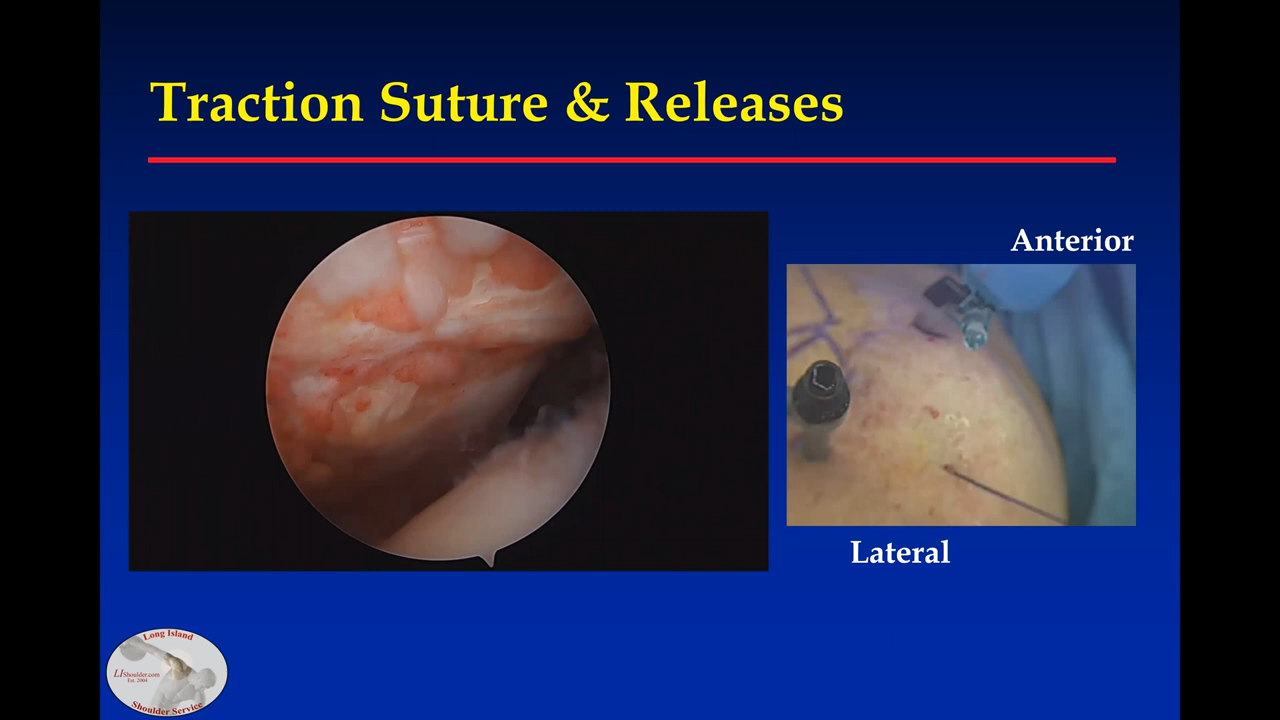 Traction Suture & Releases
Anterior
Lateral
Long Island
LIShoulder.com
Est. 2004
Shoulder Service